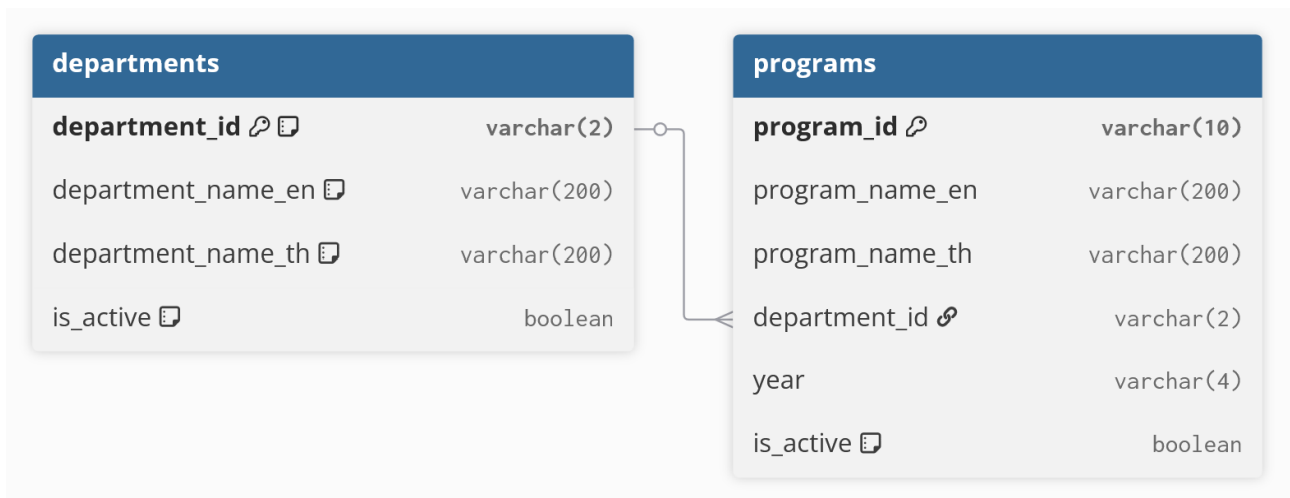 departments
department_id varchar(2)
department_name_en varchar(200)
department_name_th varchar(200)
is_active boolean
programs
program_id varchar(10)
program_name_en varchar(200)
program_name_th varchar(200)
department_id varchar(2)
year varchar(4)
is_active boolean